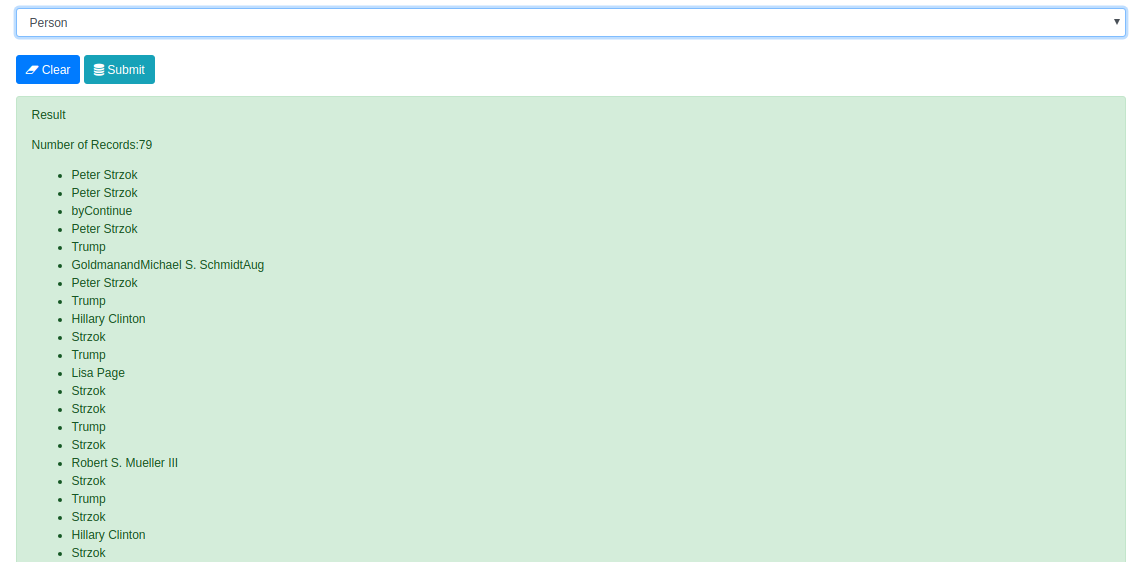 Person
Clear Submit
Result
Number of Records:79
Peter Strzok
Peter Strzok
byContinue
Peter Strzok
Trump
GoldmanandMichael S. SchmidtAug
Peter Strzok
Trump
Hillary Clinton
Strzok
Trump
Lisa Page
Strzok
Strzok
Trump
Strzok
Robert S. Mueller III
Strzok
Trump
Strzok
Hillary Clinton
Strzok